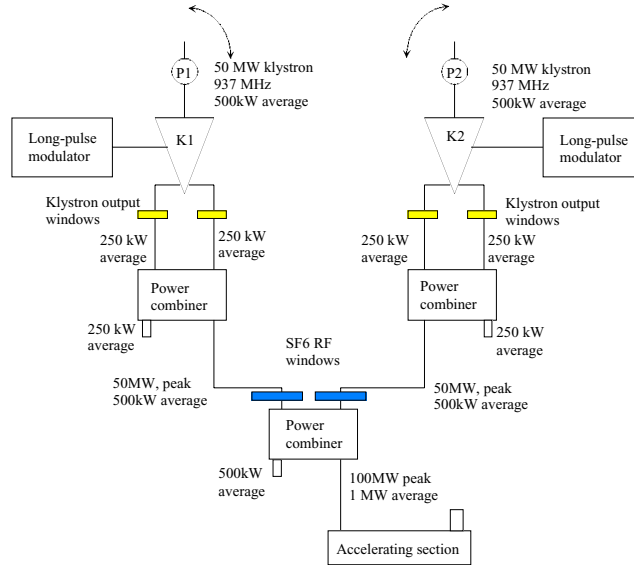 P1
50 MW klystron
937 MHz
500kW average
P2
50 MW klystron
937 MHz
500kW average
Long-pulse
modulator
K1
K2
Long-pulse
modulator
Klystron output
windows
Klystron output
windows
250 kW
average
250 kW
average
250 kW
average
250 kW
average
Power
combiner
Power
combiner
250 kW
average
250 kW
average
SF6 RF
windows
50MW, peak
500kW average
50MW, peak
500kW average
Power
combiner
500kW
average
100MW peak
1 MW average
Accelerating section